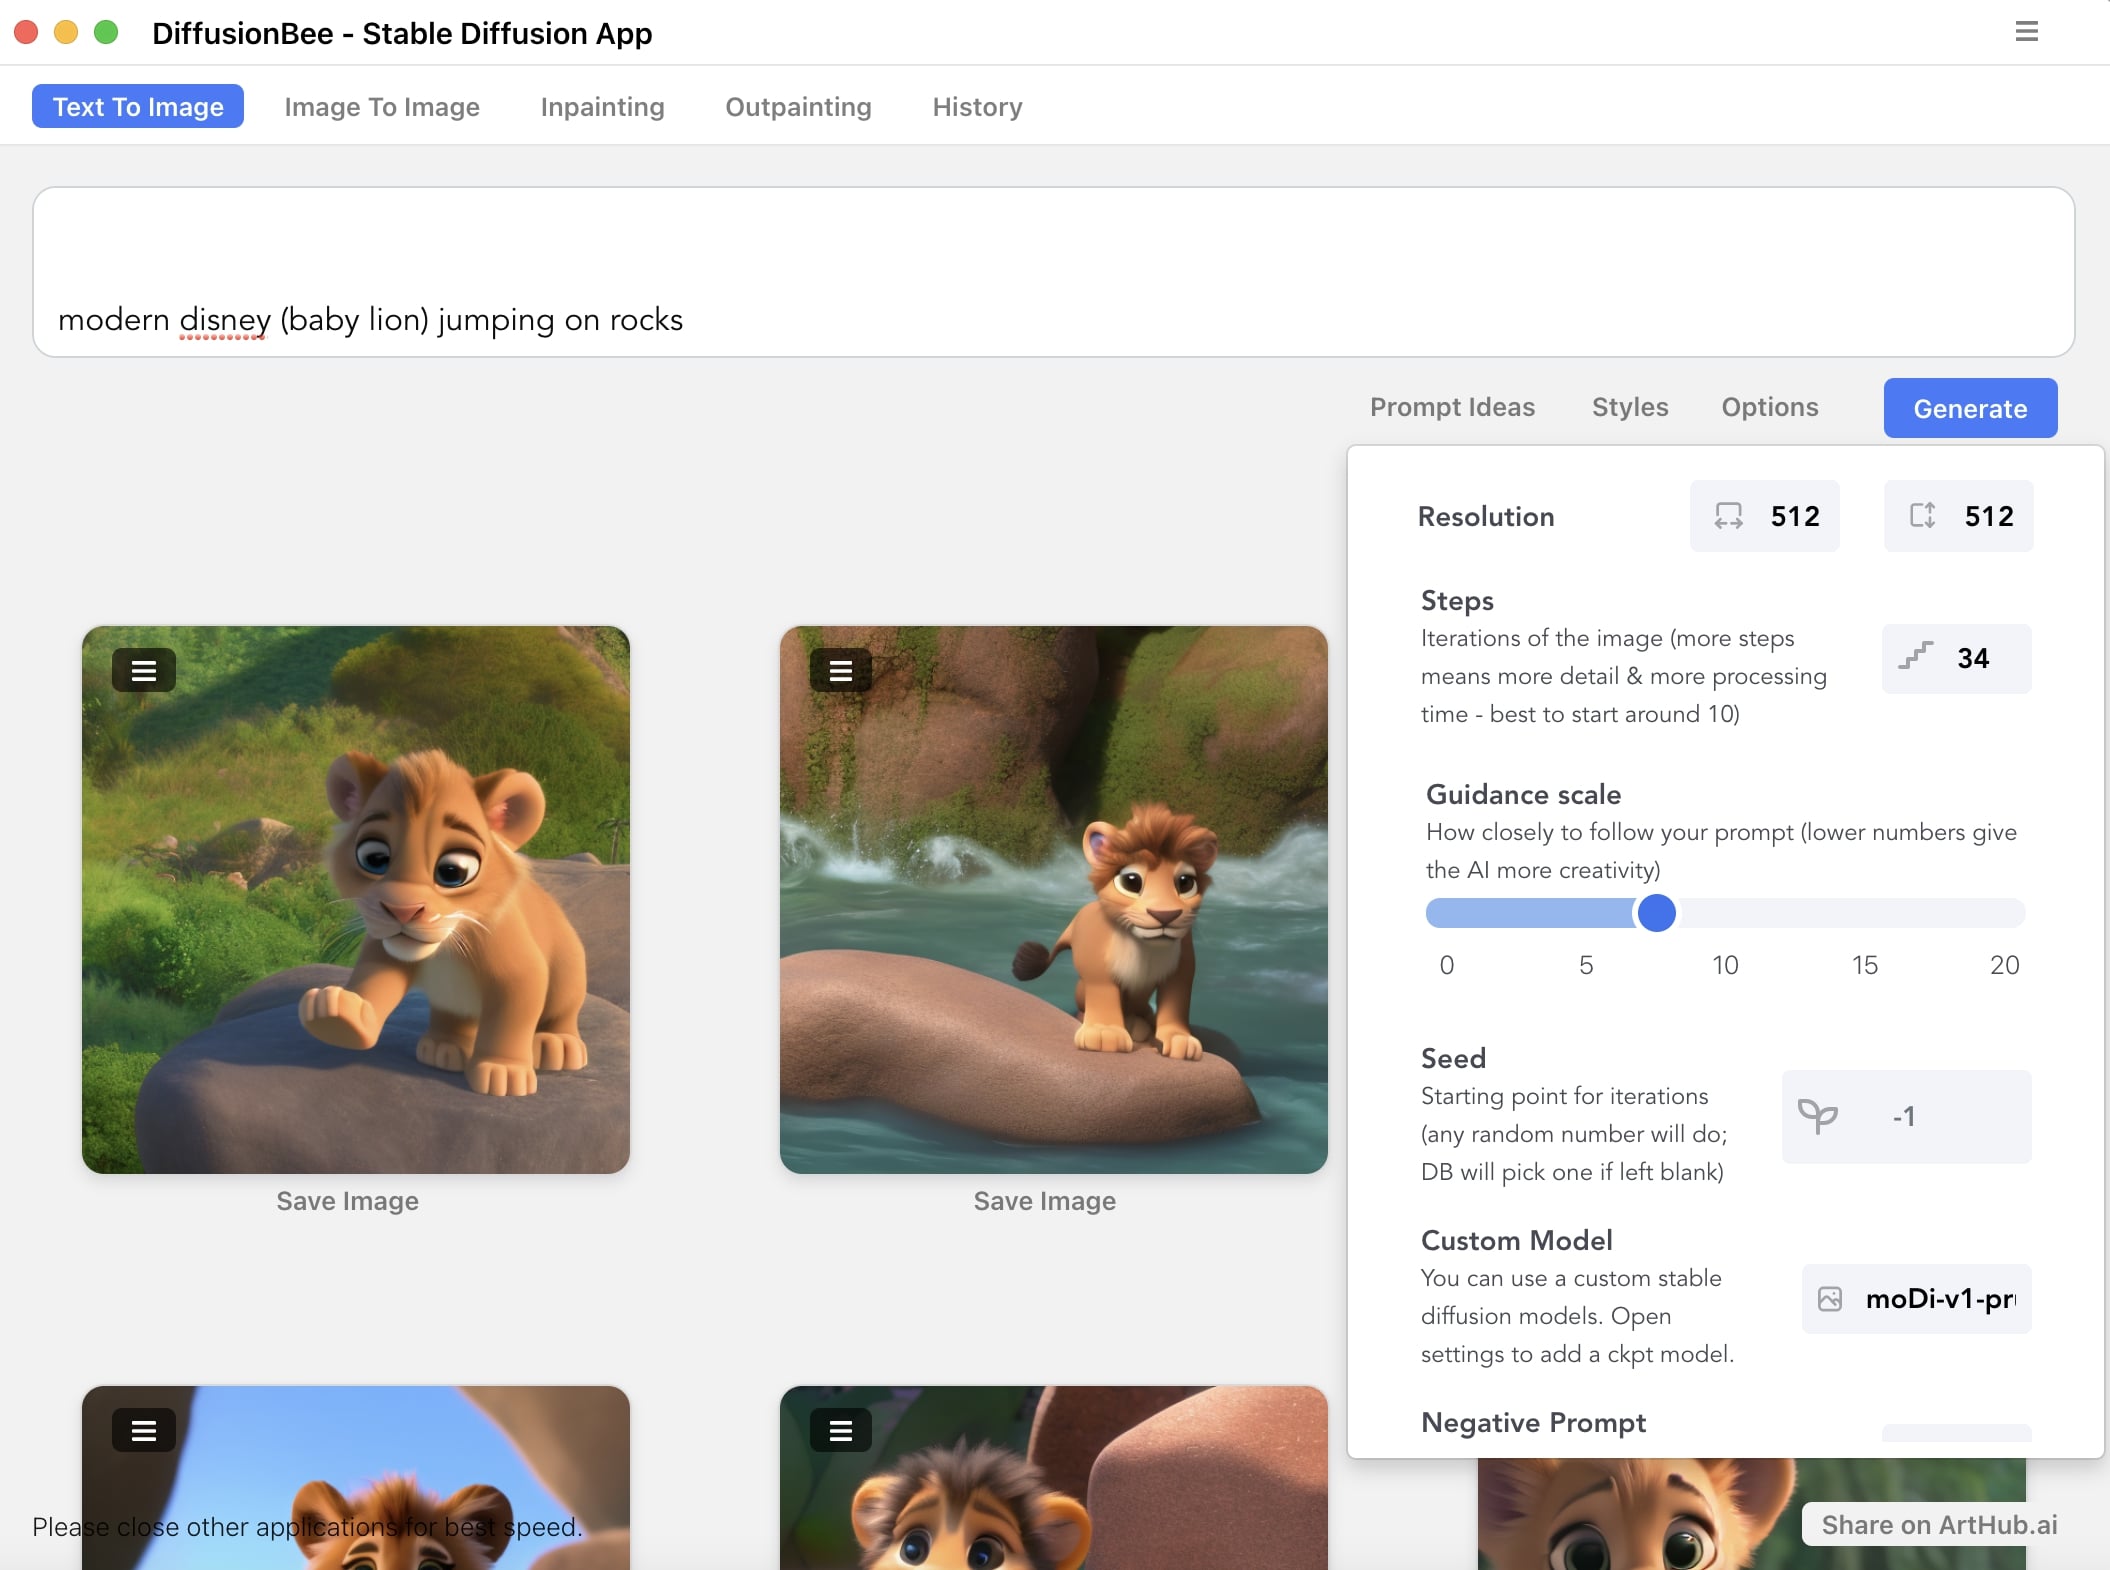 DiffusionBee - Stable Diffusion App
Text To Image
Image To Image
Inpainting
Outpainting
History
modern disney (baby lion) jumping on rocks
Prompt Ideas
Styles
Options
Generate
Resolution
512
512
Steps
Iterations of the image (more steps
means more detail & more processing
time - best to start around 10)
34
Guidance scale
How closely to follow your prompt (lower numbers give
the AI more creativity)
0 5 10 15 20
Seed
Starting point for iterations
(any random number will do;
DB will pick one if left blank)
-1
Custom Model
You can use a custom stable
diffusion models. Open
settings to add a ckpt model.
moDi-v1-pr
Negative Prompt
Save Image
Save Image
Please close other applications for best speed.
Share on ArtHub.ai